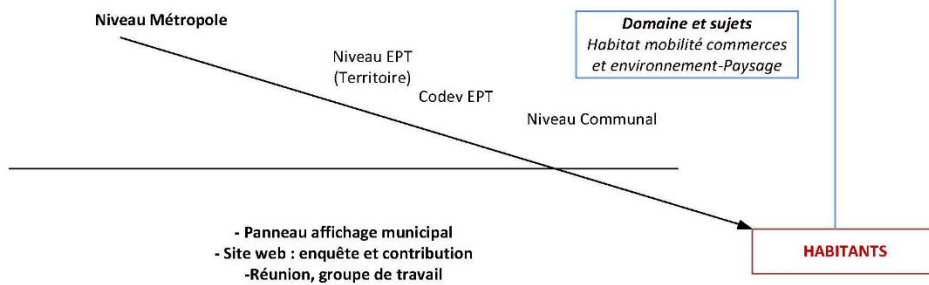 Niveau Métropole
Niveau EPT
(Territoire)
Codev EPT
Niveau Communal
Domaine et sujets
Habitat mobilité commerces
et environnement-Paysage
- Panneau affichage municipal
- Site web : enquête et contribution
-Réunion, groupe de travail
HABITANTS